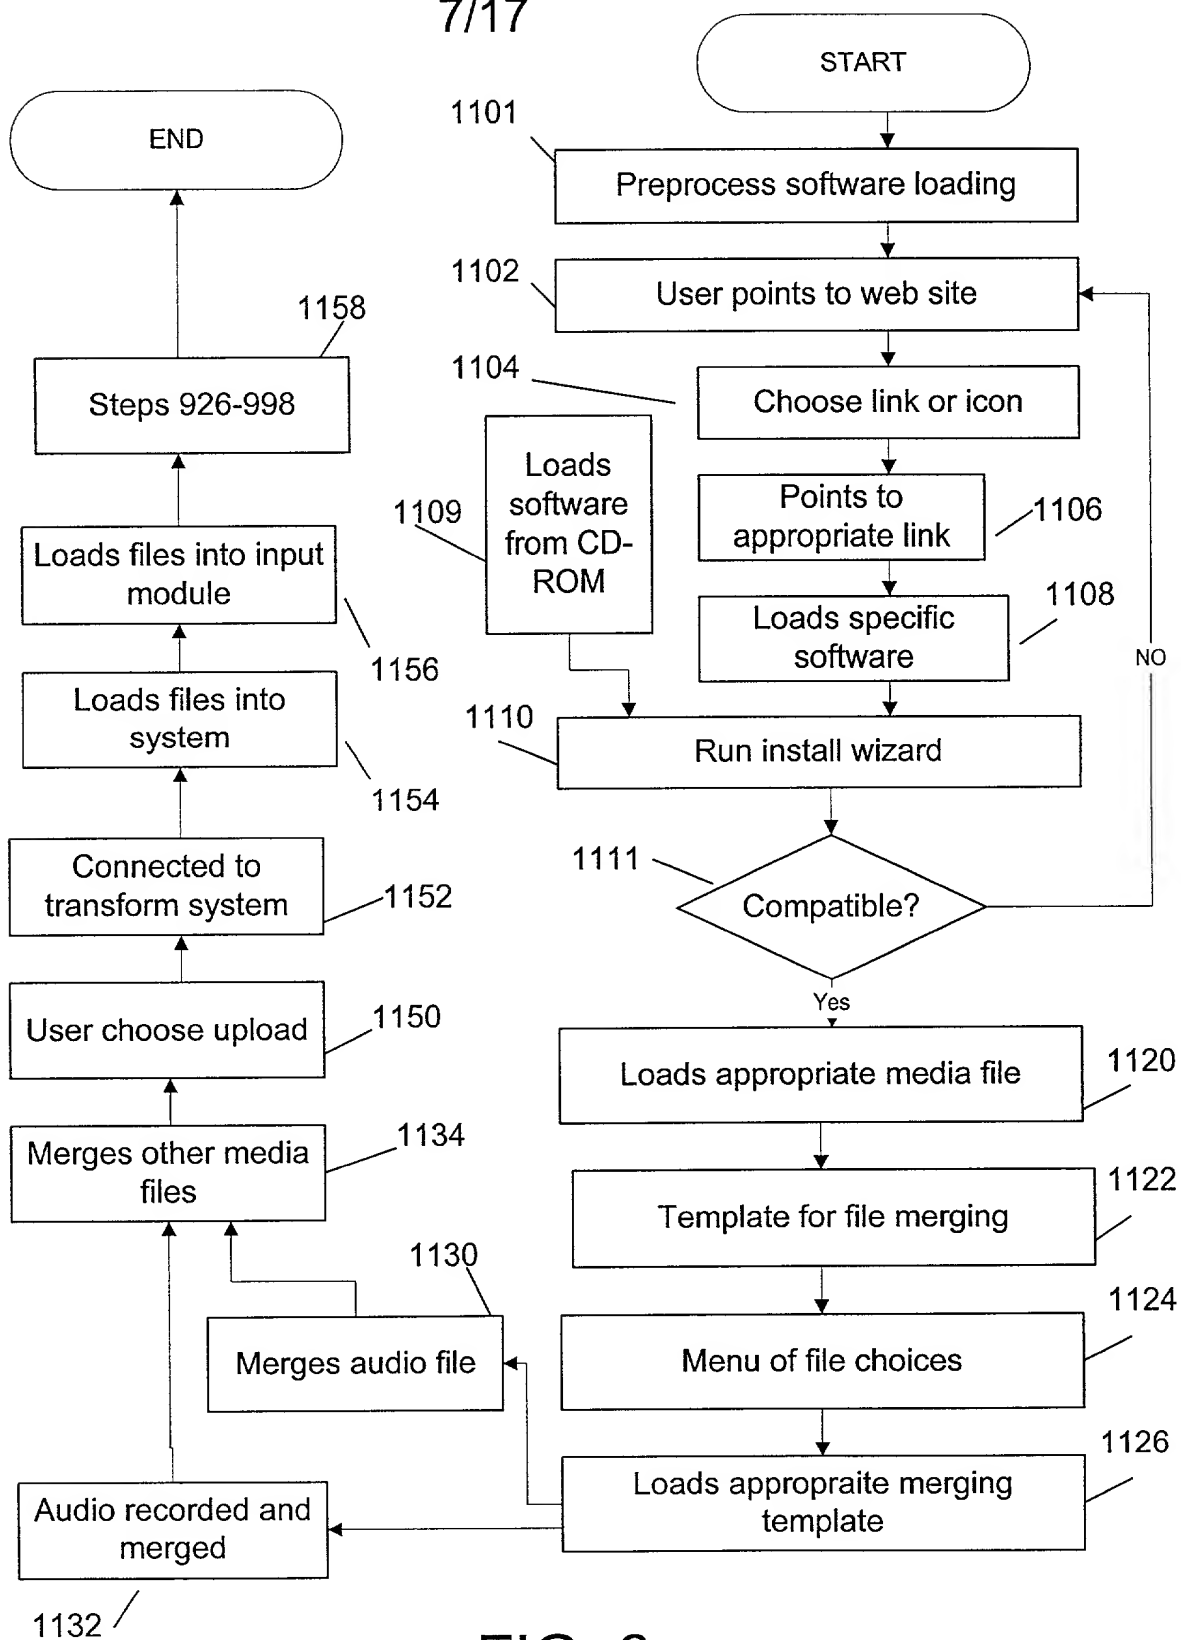 7/17
START
1101
Preprocess software loading
1102
User points to web site
1104
Choose link or icon
1109
Loads
software
from CD-
ROM
Points to
appropriate link
1106
Loads specific
software
1108
NO
1110
Run install wizard
1111
Compatible?
Yes
Loads appropriate media file
1120
Template for file merging
1122
Menu of file choices
1124
Loads appropraite merging
template
1126
Merges audio file
1130
Audio recorded and
merged
1132
Merges other media
files
1134
User choose upload
1150
Connected to
transform system
1152
Loads files into
system
1154
Loads files into input
module
1156
Steps 926-998
1158
END